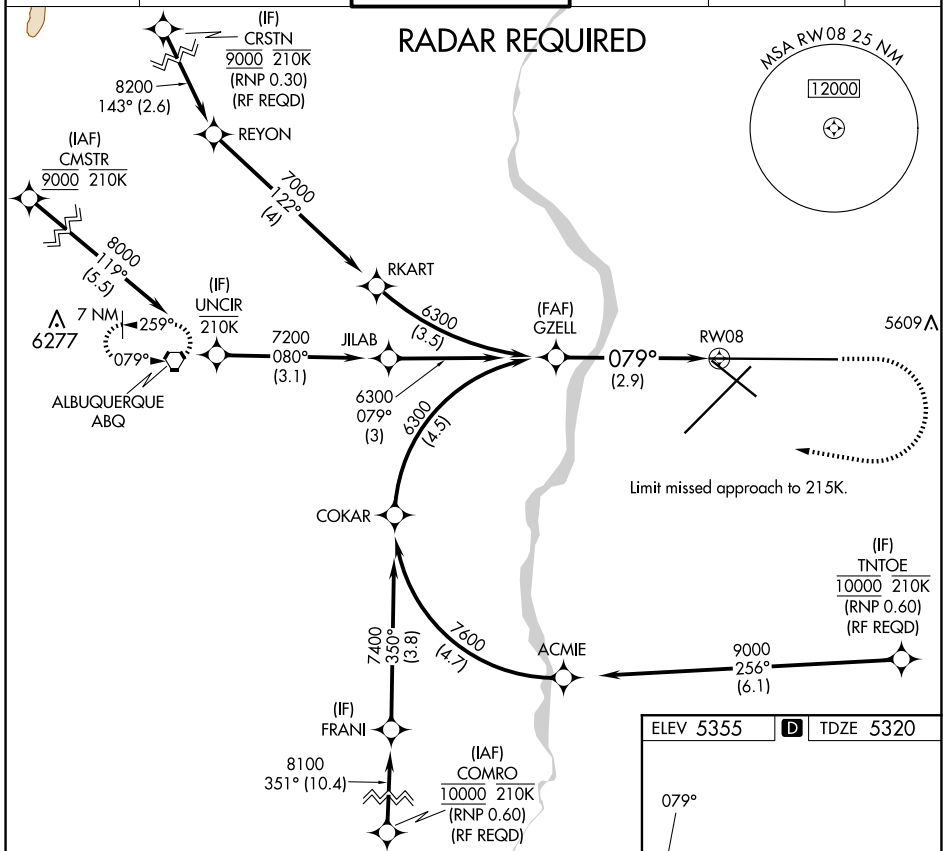 RADAR REQUIRED
(IF)
CRSTN
9000 210K
(RNP 0.30)
(RF REQD)
8200
143° (2.6)
REYON
MSA RW08 25 NM
12000
(IAF)
CMSTR
9000 210K
8000
119°
(5.5)
7000
122°
(4)
RKART
6300
(3.5)
(IF)
UNCIR
210K
7 NM
259°
079°
6277
ALBUQUERQUE
ABQ
7200
080°
(3.1)
JILAB
6300
079°
(3)
(FAF)
GZELL
079°
(2.9)
RW08
5609
6300
(4.5)
Limit missed approach to 215K.
COKAR
(IF)
TNTOE
10000 210K
(RNP 0.60)
(RF REQD)
7600
(4.7)
ACMIE
9000
256°
(6.1)
7400
350°
(3.8)
(IF)
FRANI
8100
351° (10.4)
(IAF)
COMRO
10000 210K
(RNP 0.60)
(RF REQD)
ELEV 5355 D TDZE 5320
079°